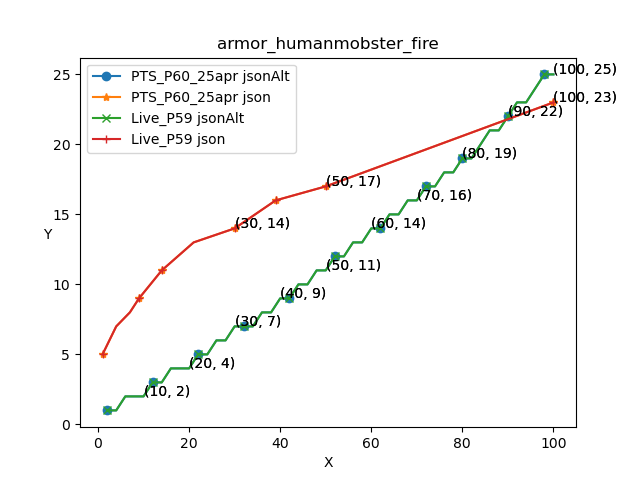 armor_humanmobster_fire
PTS_P60_25apr jsonAlt
PTS_P60_25apr json
Live_P59 jsonAlt
Live_P59 json
(100, 25)
(100, 23)
(90, 22)
(80, 19)
(50, 17)
(70, 16)
(30, 14)
(60, 14)
(50, 11)
(40, 9)
(30, 7)
(20, 4)
(10, 2)
25
20
15
10
5
0
Y
0 20 40 60 80 100
X